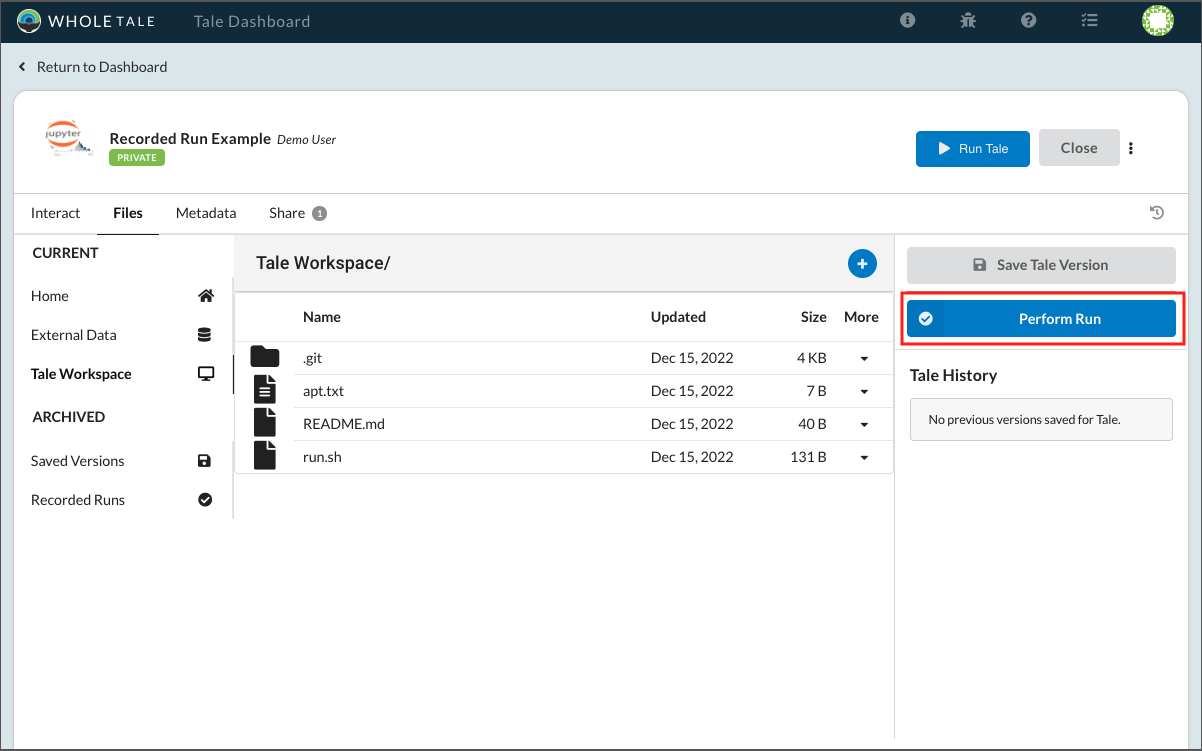 WHOLETALE Tale Dashboard
Return to Dashboard
jupyter
Recorded Run Example Demo User
PRIVATE
Run Tale
Close
Interact Files Metadata Share 1
CURRENT
Home
External Data
Tale Workspace
ARCHIVED
Saved Versions
Recorded Runs
Tale Workspace/
Name Updated Size More
.git Dec 15, 2022 4 KB
apt.txt Dec 15, 2022 7 B
README.md Dec 15, 2022 40 B
run.sh Dec 15, 2022 131 B
Save Tale Version
Perform Run
Tale History
No previous versions saved for Tale.